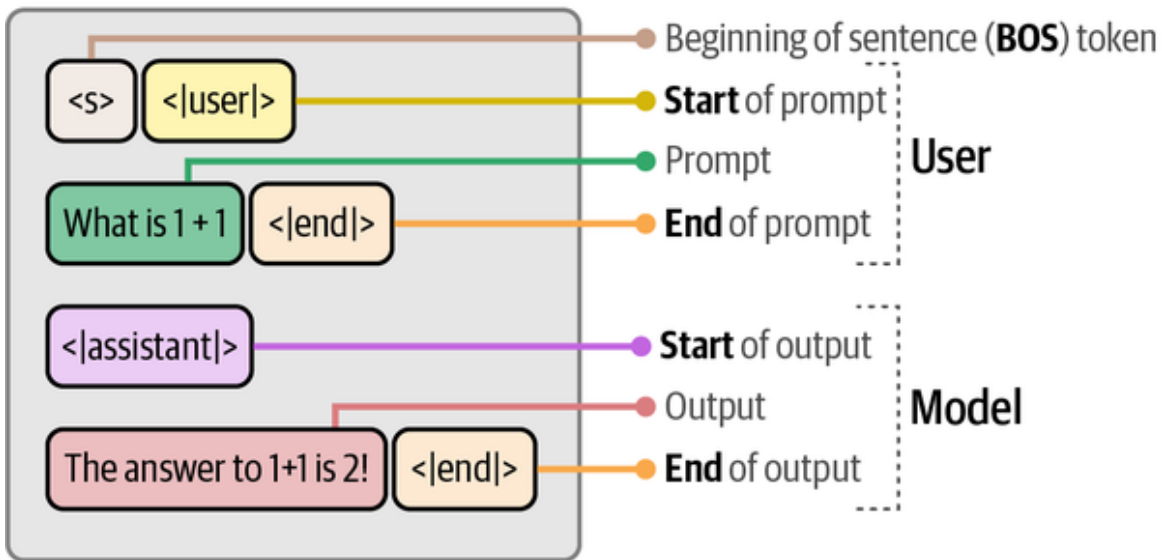 Beginning of sentence (BOS) token
<s> <|user|>
Start of prompt
Prompt
User
What is 1 + 1 <|end|>
End of prompt
<|assistant|>
Start of output
Output
Model
The answer to 1+1 is 2! <|end|>
End of output